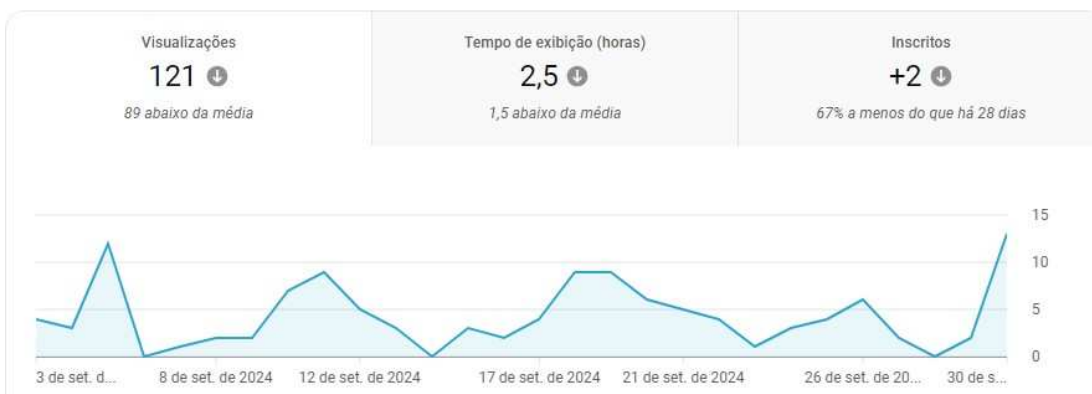 Visualizações Tempo de exibição (horas) Inscritos
121 2,5 +2
89 abaixo da média 1,5 abaixo da média 67% a menos do que há 28 dias
15
10
5
0
3 de set. d... 8 de set. de 2024 12 de set. de 2024 17 de set. de 2024 21 de set. de 2024 26 de set. de 20... 30 de s...